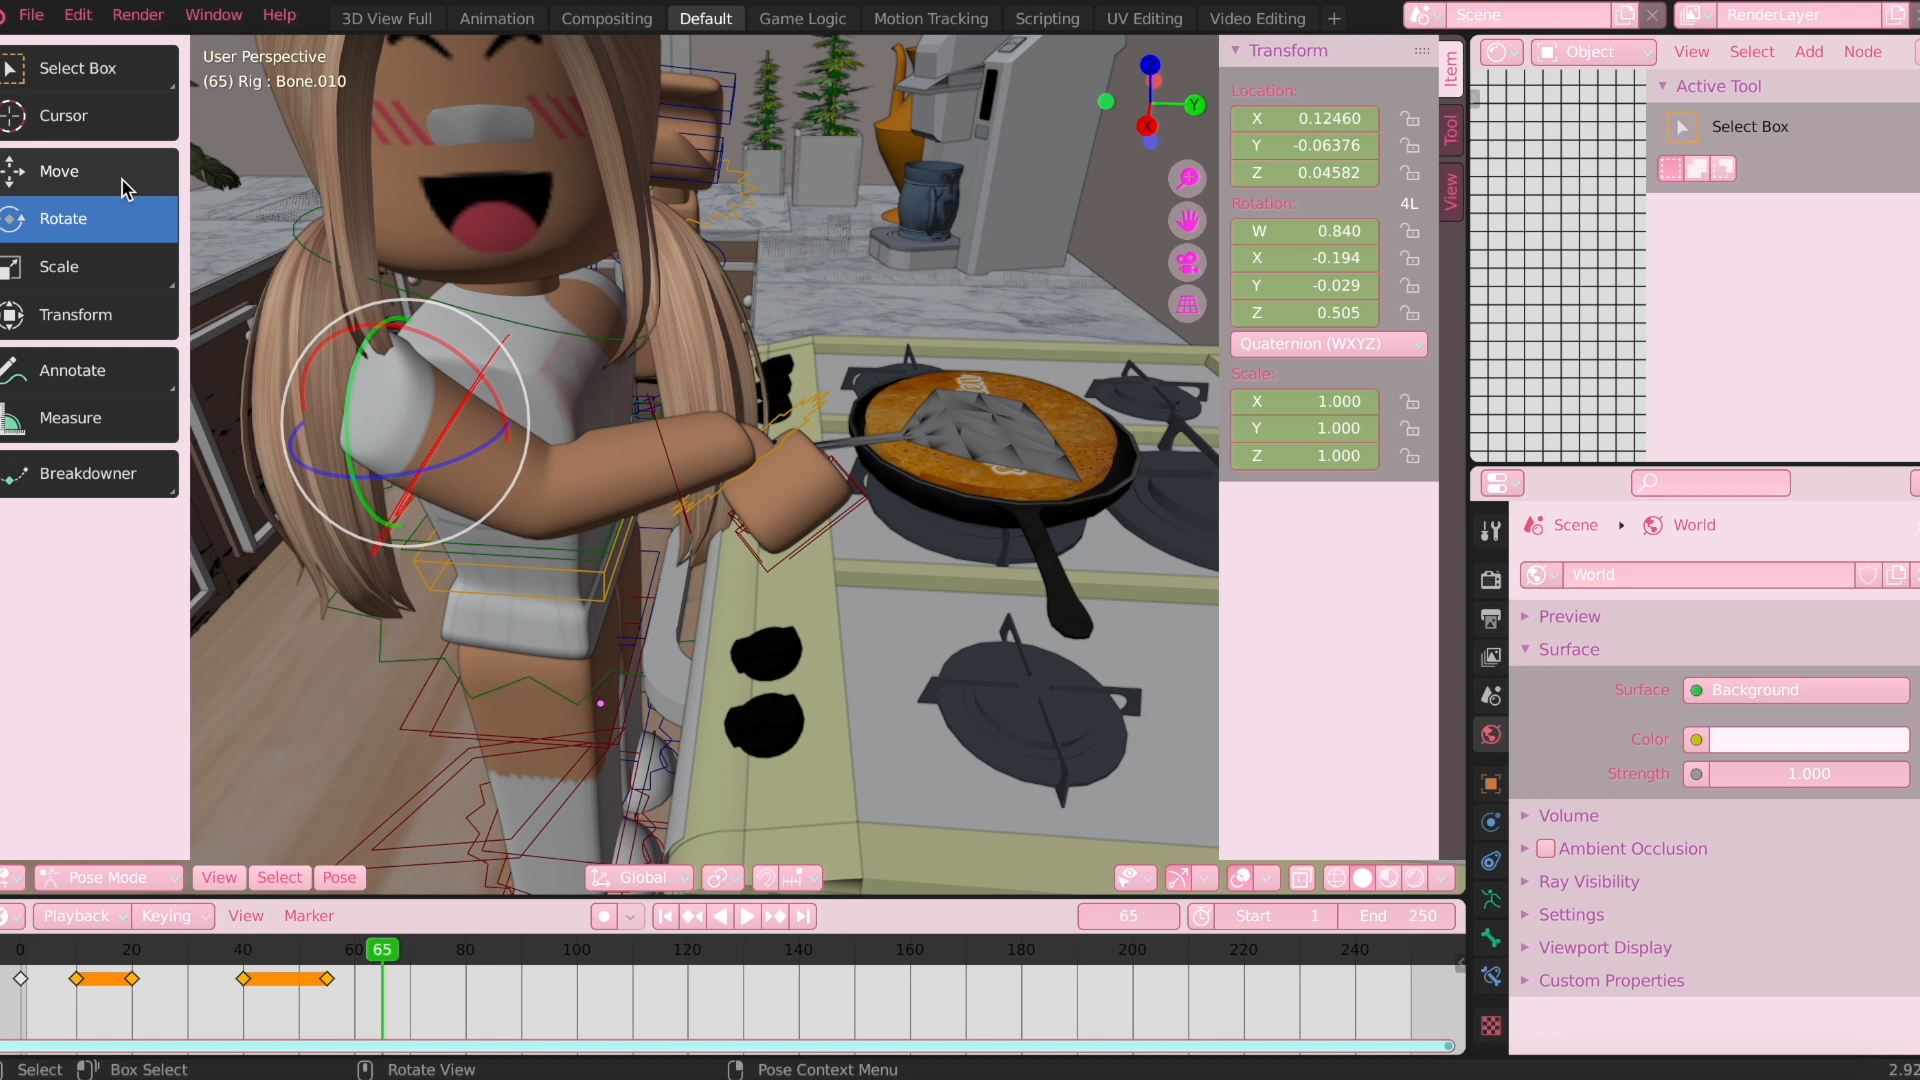 File Edit Render Window Help
3D View Full Animation Compositing Default Game Logic Motion Tracking Scripting UV Editing Video Editing +
Scene
RenderLayer
Select Box
Cursor
Move
Rotate
Scale
Transform
Annotate
Measure
Breakdowner
User Perspective
(65) Rig : Bone.010
Z
Y
X
Transform
Location:
X 0.12460
Y -0.06376
Z 0.04582
Rotation: 4L
W 0.840
X -0.194
Y -0.029
Z 0.505
Quaternion (WXYZ)
Scale:
X 1.000
Y 1.000
Z 1.000
Item
Tool
View
Object View Select Add Node
Active Tool
Select Box
Scene World
World
Preview
Surface
Surface Background
Color
Strength 1.000
Volume
Ambient Occlusion
Ray Visibility
Settings
Viewport Display
Custom Properties
Pose Mode View Select Pose Global
Playback Keying View Marker 65 Start 1 End 250
0 20 40 60 65 80 100 120 140 160 180 200 220 240
Select Box Select Rotate View Pose Context Menu 2.92